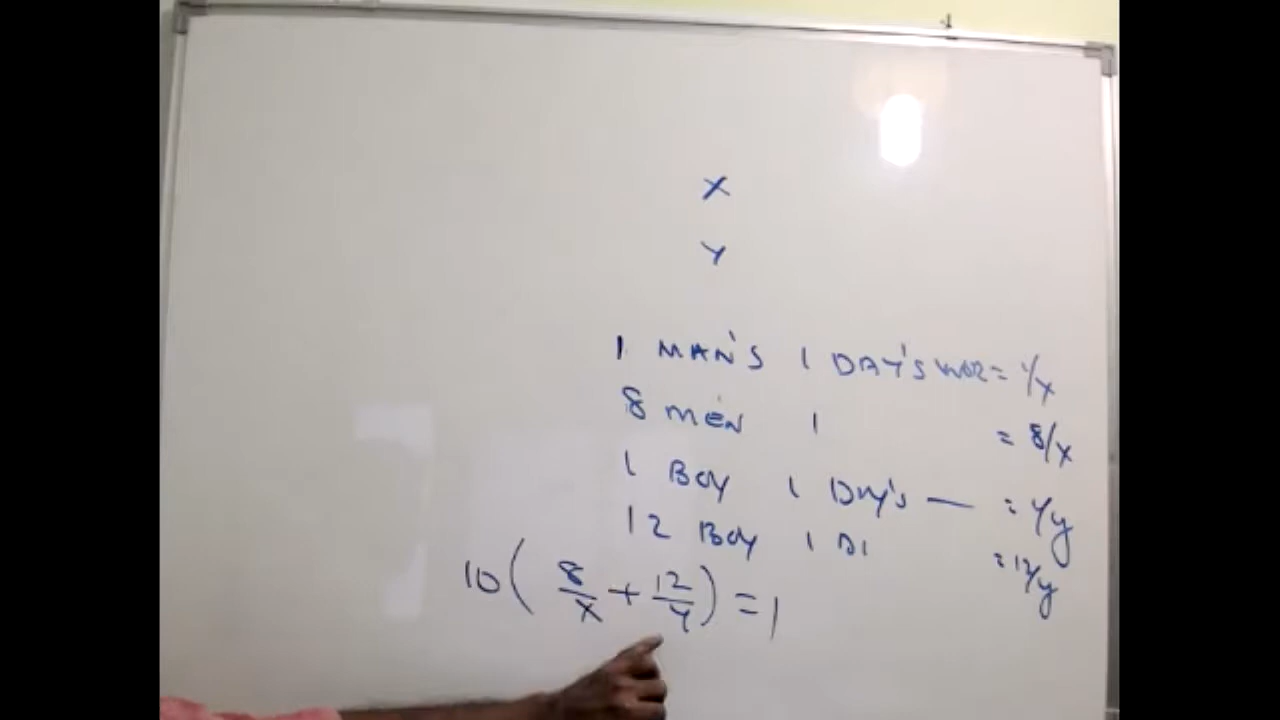 X
Y
1 MAN'S 1 DAY'S WOR = 1/x
8 MEN 1 = 8/x
1 BOY 1 DAY'S — = 1/y
12 BOY 1 DA = 12/y
10 ( 8/x + 12/y ) = 1